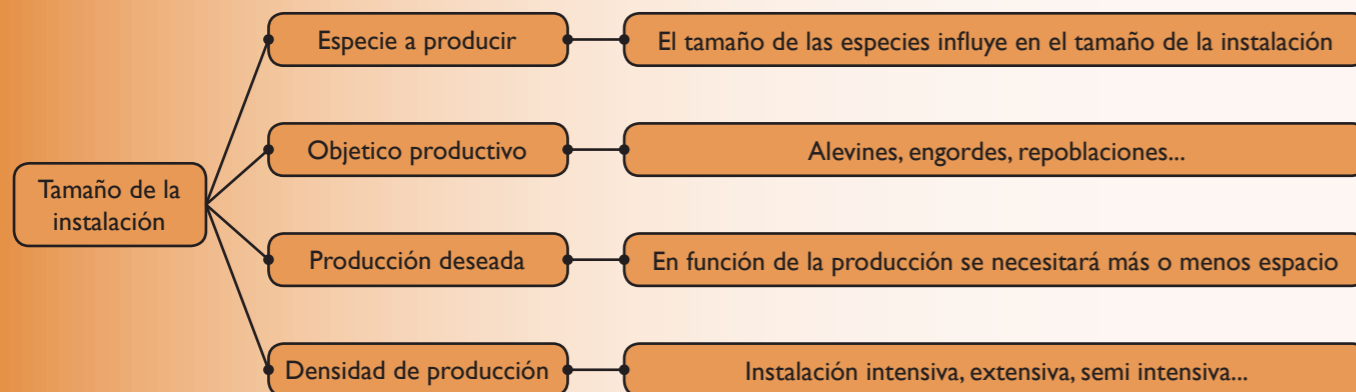 Especie a producir
El tamaño de las especies influye en el tamaño de la instalación
Objetico productivo
Alevines, engordes, repoblaciones...
Tamaño de la
instalación
Producción deseada
En función de la producción se necesitará más o menos espacio
Densidad de producción
Instalación intensiva, extensiva, semi intensiva...